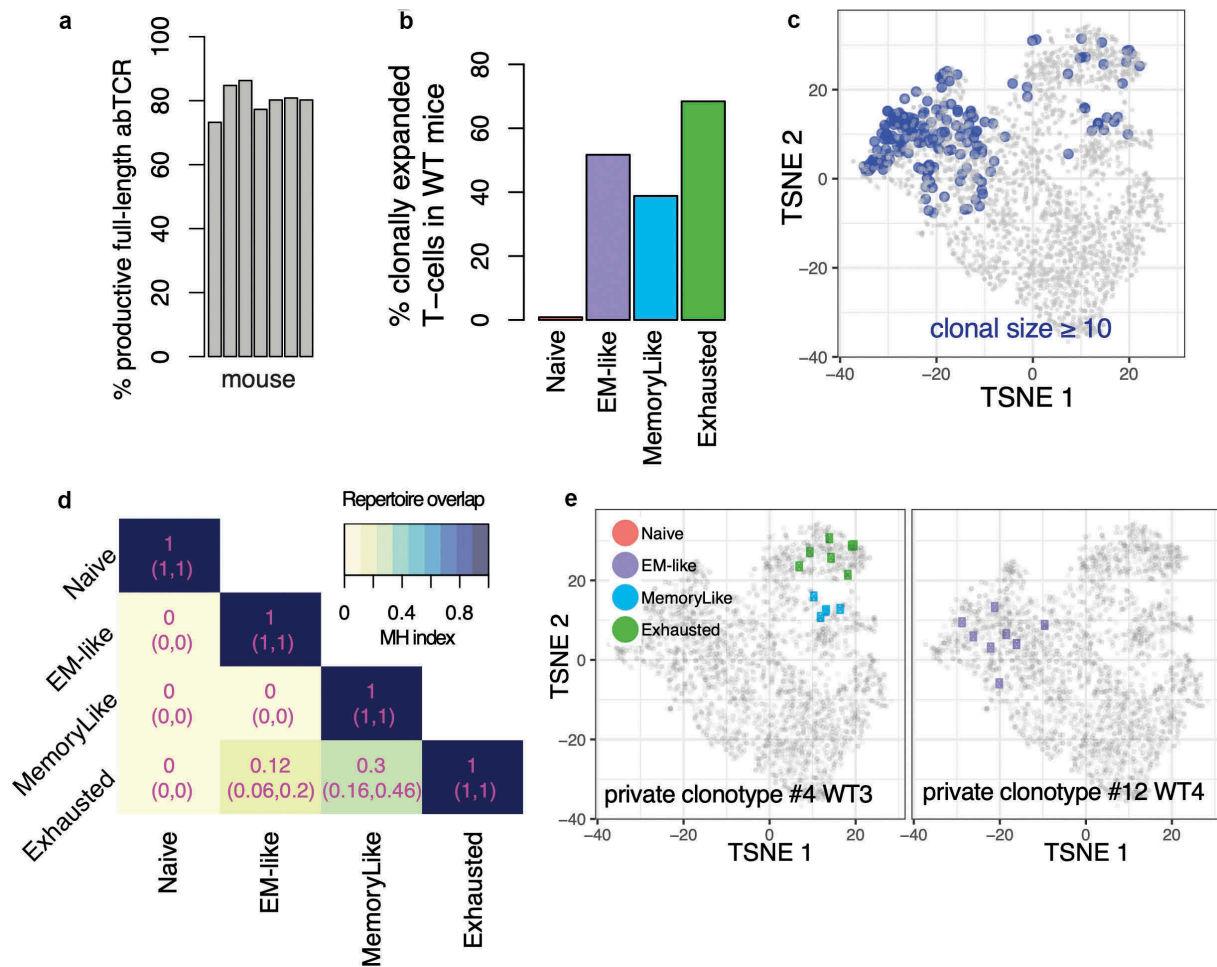 a
% productive full-length abTCR
0
20
40
60
80
100
mouse
b
% clonally expanded
T-cells in WT mice
0
20
40
60
80
Naive
EM-like
MemoryLike
Exhausted
c
TSNE 2
20
0
−20
−40
clonal size ≥ 10
−40
−20
0
20
TSNE 1
d
Repertoire overlap
0
0.4
0.8
MH index
Naive
1
(1,1)
EM-like
0
(0,0)
1
(1,1)
MemoryLike
0
(0,0)
0
(0,0)
1
(1,1)
Exhausted
0
(0,0)
0.12
(0.06,0.2)
0.3
(0.16,0.46)
1
(1,1)
Naive
EM-like
MemoryLike
Exhausted
e
TSNE 2
20
0
−20
−40
Naive
EM-like
MemoryLike
Exhausted
private clonotype #4 WT3
−40
−20
0
20
TSNE 1
private clonotype #12 WT4
−40
−20
0
20
TSNE 1